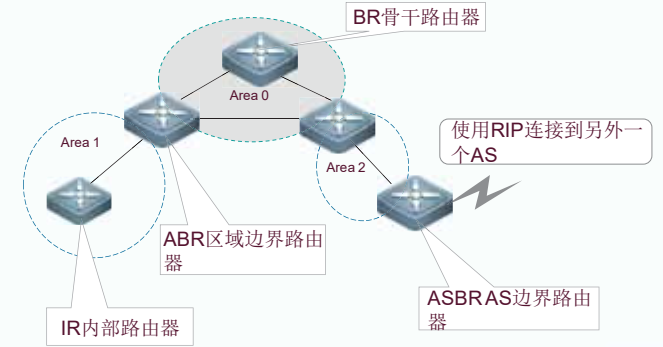 BR骨干路由器
Area 0
Area 1
使用RIP连接到另外一
个AS
Area 2
ABR区域边界路由
器
ASBR AS边界路由
器
IR内部路由器